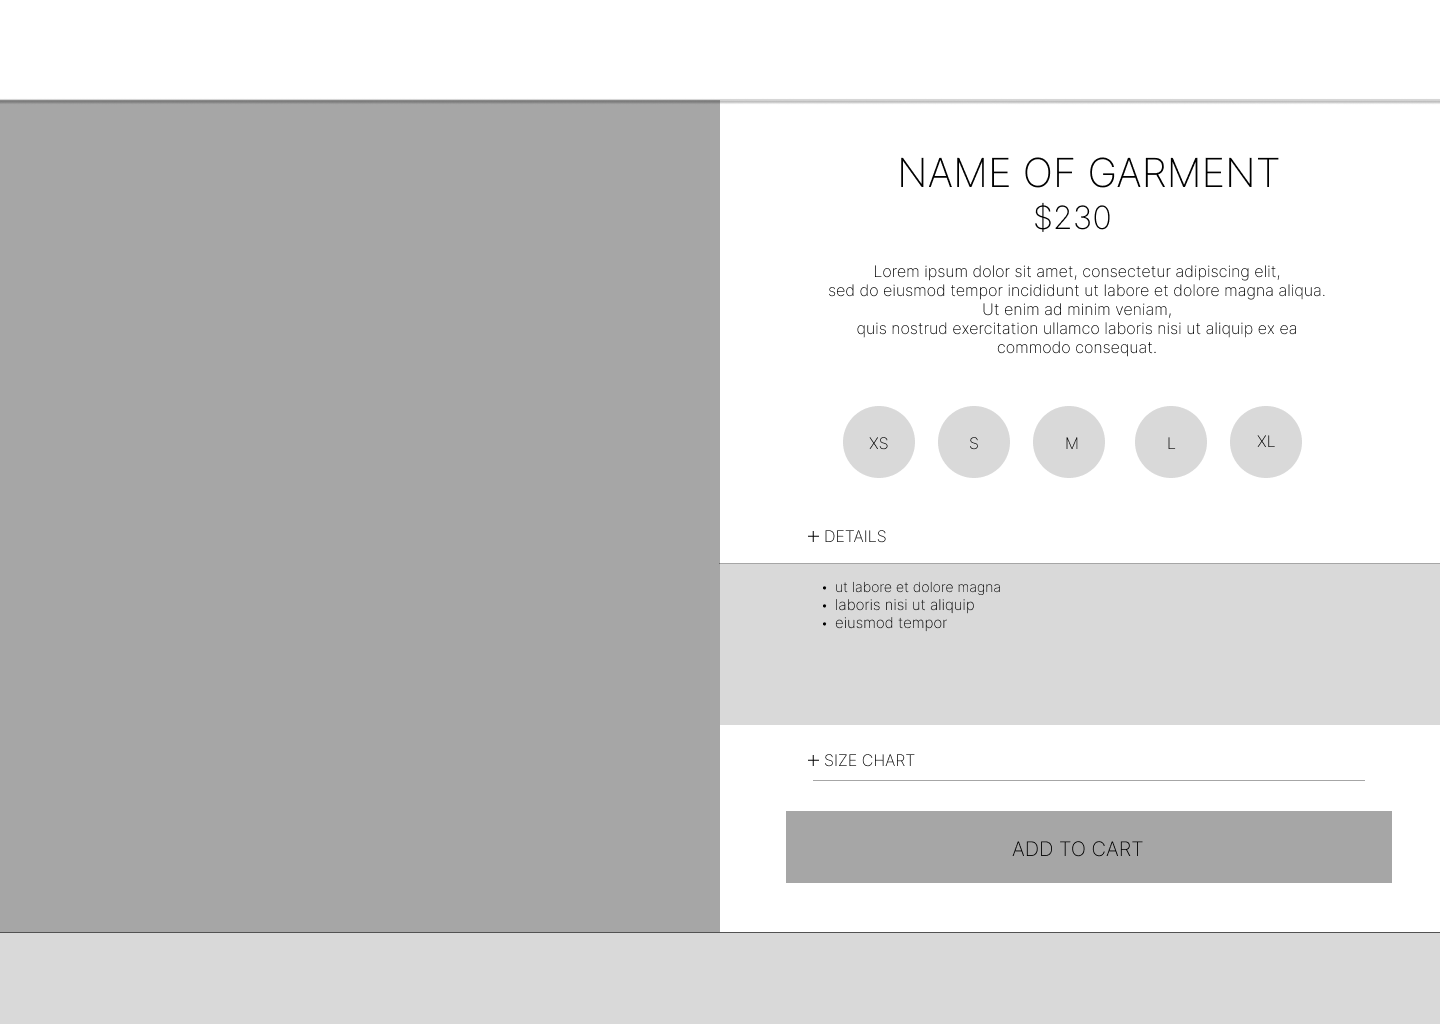 NAME OF GARMENT
$230
Lorem ipsum dolor sit amet, consectetur adipiscing elit,
sed do eiusmod tempor incididunt ut labore et dolore magna aliqua.
Ut enim ad minim veniam,
quis nostrud exercitation ullamco laboris nisi ut aliquip ex ea
commodo consequat.
XS S M L XL
+ DETAILS
• ut labore et dolore magna
• laboris nisi ut aliquip
• eiusmod tempor
+ SIZE CHART
ADD TO CART